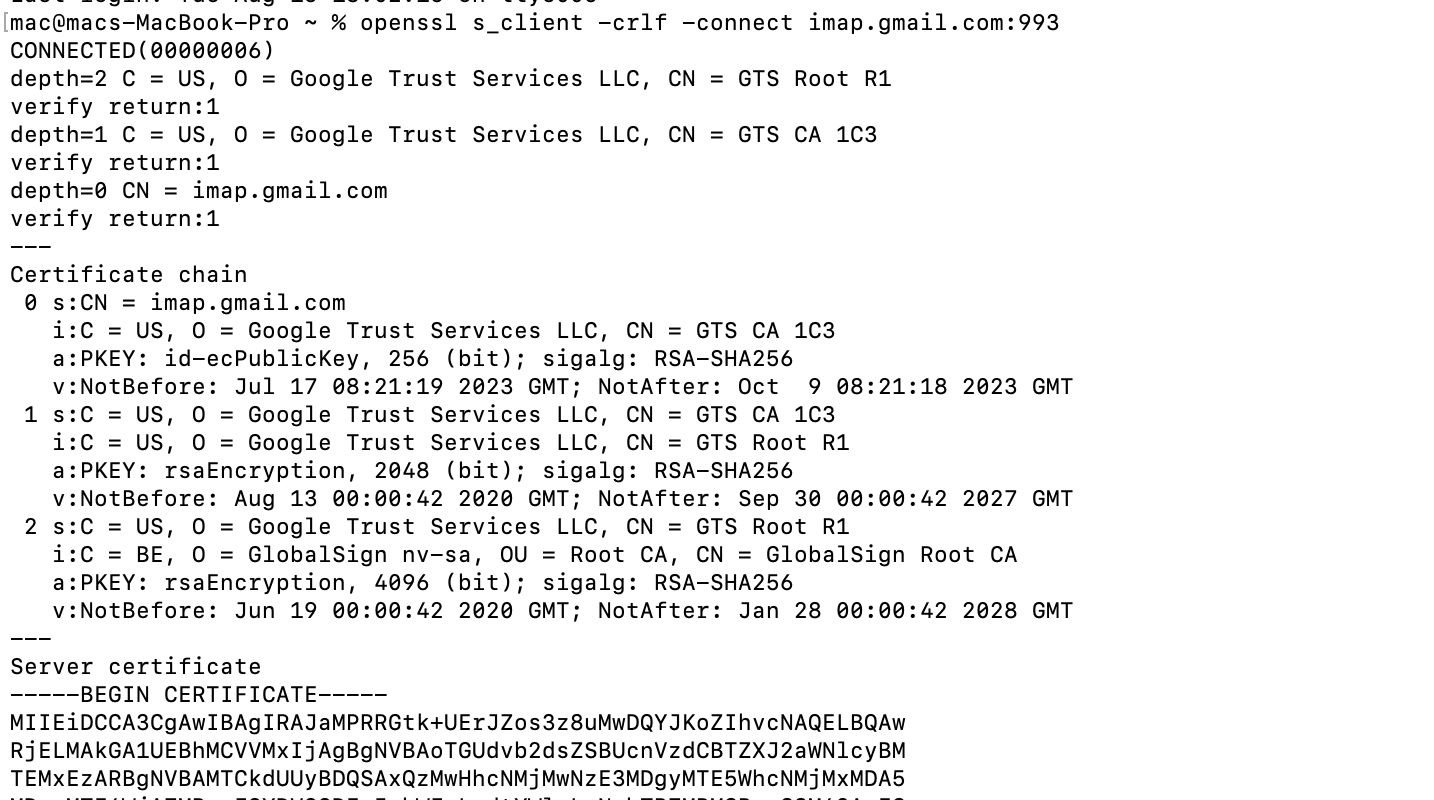 mac@macs-MacBook-Pro ~ % openssl s_client -crlf -connect imap.gmail.com:993
CONNECTED(00000006)
depth=2 C = US, O = Google Trust Services LLC, CN = GTS Root R1
verify return:1
depth=1 C = US, O = Google Trust Services LLC, CN = GTS CA 1C3
verify return:1
depth=0 CN = imap.gmail.com
verify return:1
---
Certificate chain
 0 s:CN = imap.gmail.com
   i:C = US, O = Google Trust Services LLC, CN = GTS CA 1C3
   a:PKEY: id-ecPublicKey, 256 (bit); sigalg: RSA-SHA256
   v:NotBefore: Jul 17 08:21:19 2023 GMT; NotAfter: Oct  9 08:21:18 2023 GMT
 1 s:C = US, O = Google Trust Services LLC, CN = GTS CA 1C3
   i:C = US, O = Google Trust Services LLC, CN = GTS Root R1
   a:PKEY: rsaEncryption, 2048 (bit); sigalg: RSA-SHA256
   v:NotBefore: Aug 13 00:00:42 2020 GMT; NotAfter: Sep 30 00:00:42 2027 GMT
 2 s:C = US, O = Google Trust Services LLC, CN = GTS Root R1
   i:C = BE, O = GlobalSign nv-sa, OU = Root CA, CN = GlobalSign Root CA
   a:PKEY: rsaEncryption, 4096 (bit); sigalg: RSA-SHA256
   v:NotBefore: Jun 19 00:00:42 2020 GMT; NotAfter: Jan 28 00:00:42 2028 GMT
---
Server certificate
-----BEGIN CERTIFICATE-----
MIIEiDCCA3CgAwIBAgIRAJaMPRRGtk+UErJZos3z8uMwDQYJKoZIhvcNAQELBQAw
RjELMAkGA1UEBhMCVVMxIjAgBgNVBAoTGUdvb2dsZSBUcnVzdCBTZXJ2aWNlcyBM
TEMxEzARBgNVBAMTCkdUUyBDQSAxQzMwHhcNMjMwNzE3MDgyMTE5WhcNMjMxMDA5